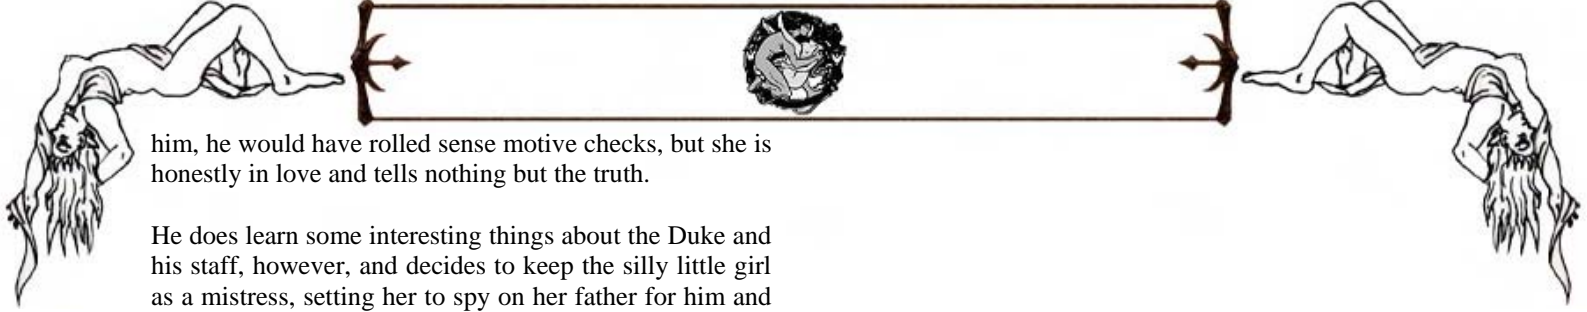 him, he would have rolled sense motive checks, but she is
honestly in love and tells nothing but the truth.
He does learn some interesting things about the Duke and
his staff, however, and decides to keep the silly little girl
as a mistress, setting her to spy on her father for him and